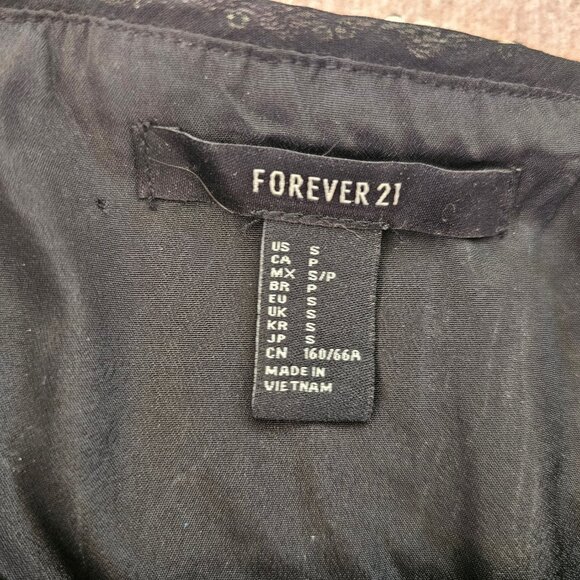 FOREVER 21
US S
CA P
MX S/P
BR P
EU S
UK S
KR S
JP S
CN 160/66A
MADE IN
VIETNAM